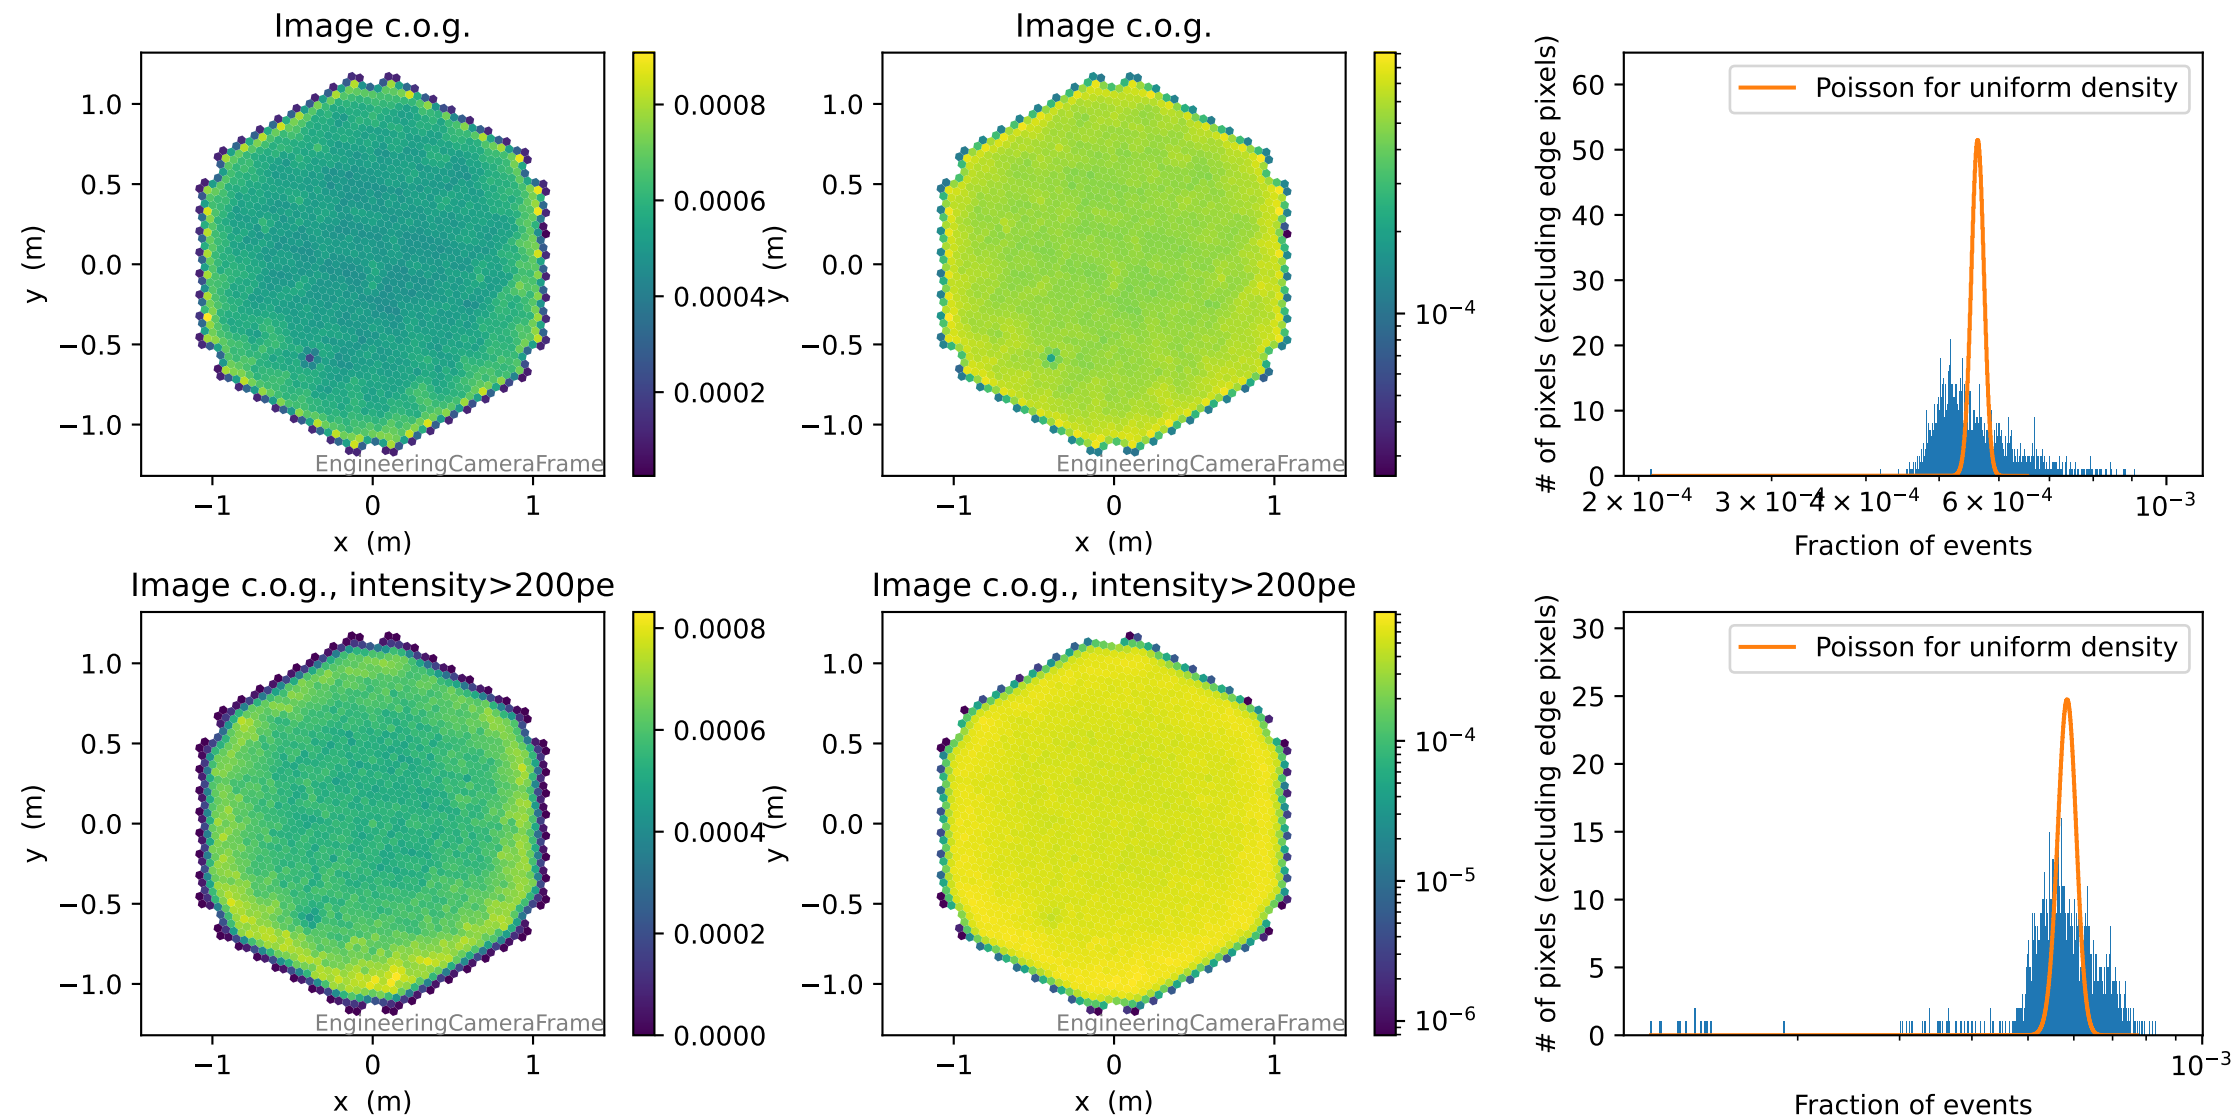 Image c.o.g.
y (m)
1.0
0.5
0.0
−0.5
−1.0
EngineeringCameraFrame
−1 0 1
x (m)
0.0008
0.0006
0.0004
0.0002
Image c.o.g.
y (m)
1.0
0.5
0.0
−0.5
−1.0
EngineeringCameraFrame
−1 0 1
x (m)
10⁻⁴
# of pixels (excluding edge pixels)
60
50
40
30
20
10
0
Poisson for uniform density
2 × 10⁻⁴ 3 × 10⁻⁴ 4 × 10⁻⁴ 6 × 10⁻⁴ 10⁻³
Fraction of events
Image c.o.g., intensity>200pe
y (m)
1.0
0.5
0.0
−0.5
−1.0
EngineeringCameraFrame
−1 0 1
x (m)
0.0008
0.0006
0.0004
0.0002
0.0000
Image c.o.g., intensity>200pe
y (m)
1.0
0.5
0.0
−0.5
−1.0
EngineeringCameraFrame
−1 0 1
x (m)
10⁻⁴
10⁻⁵
10⁻⁶
# of pixels (excluding edge pixels)
30
25
20
15
10
5
0
Poisson for uniform density
10⁻³
Fraction of events